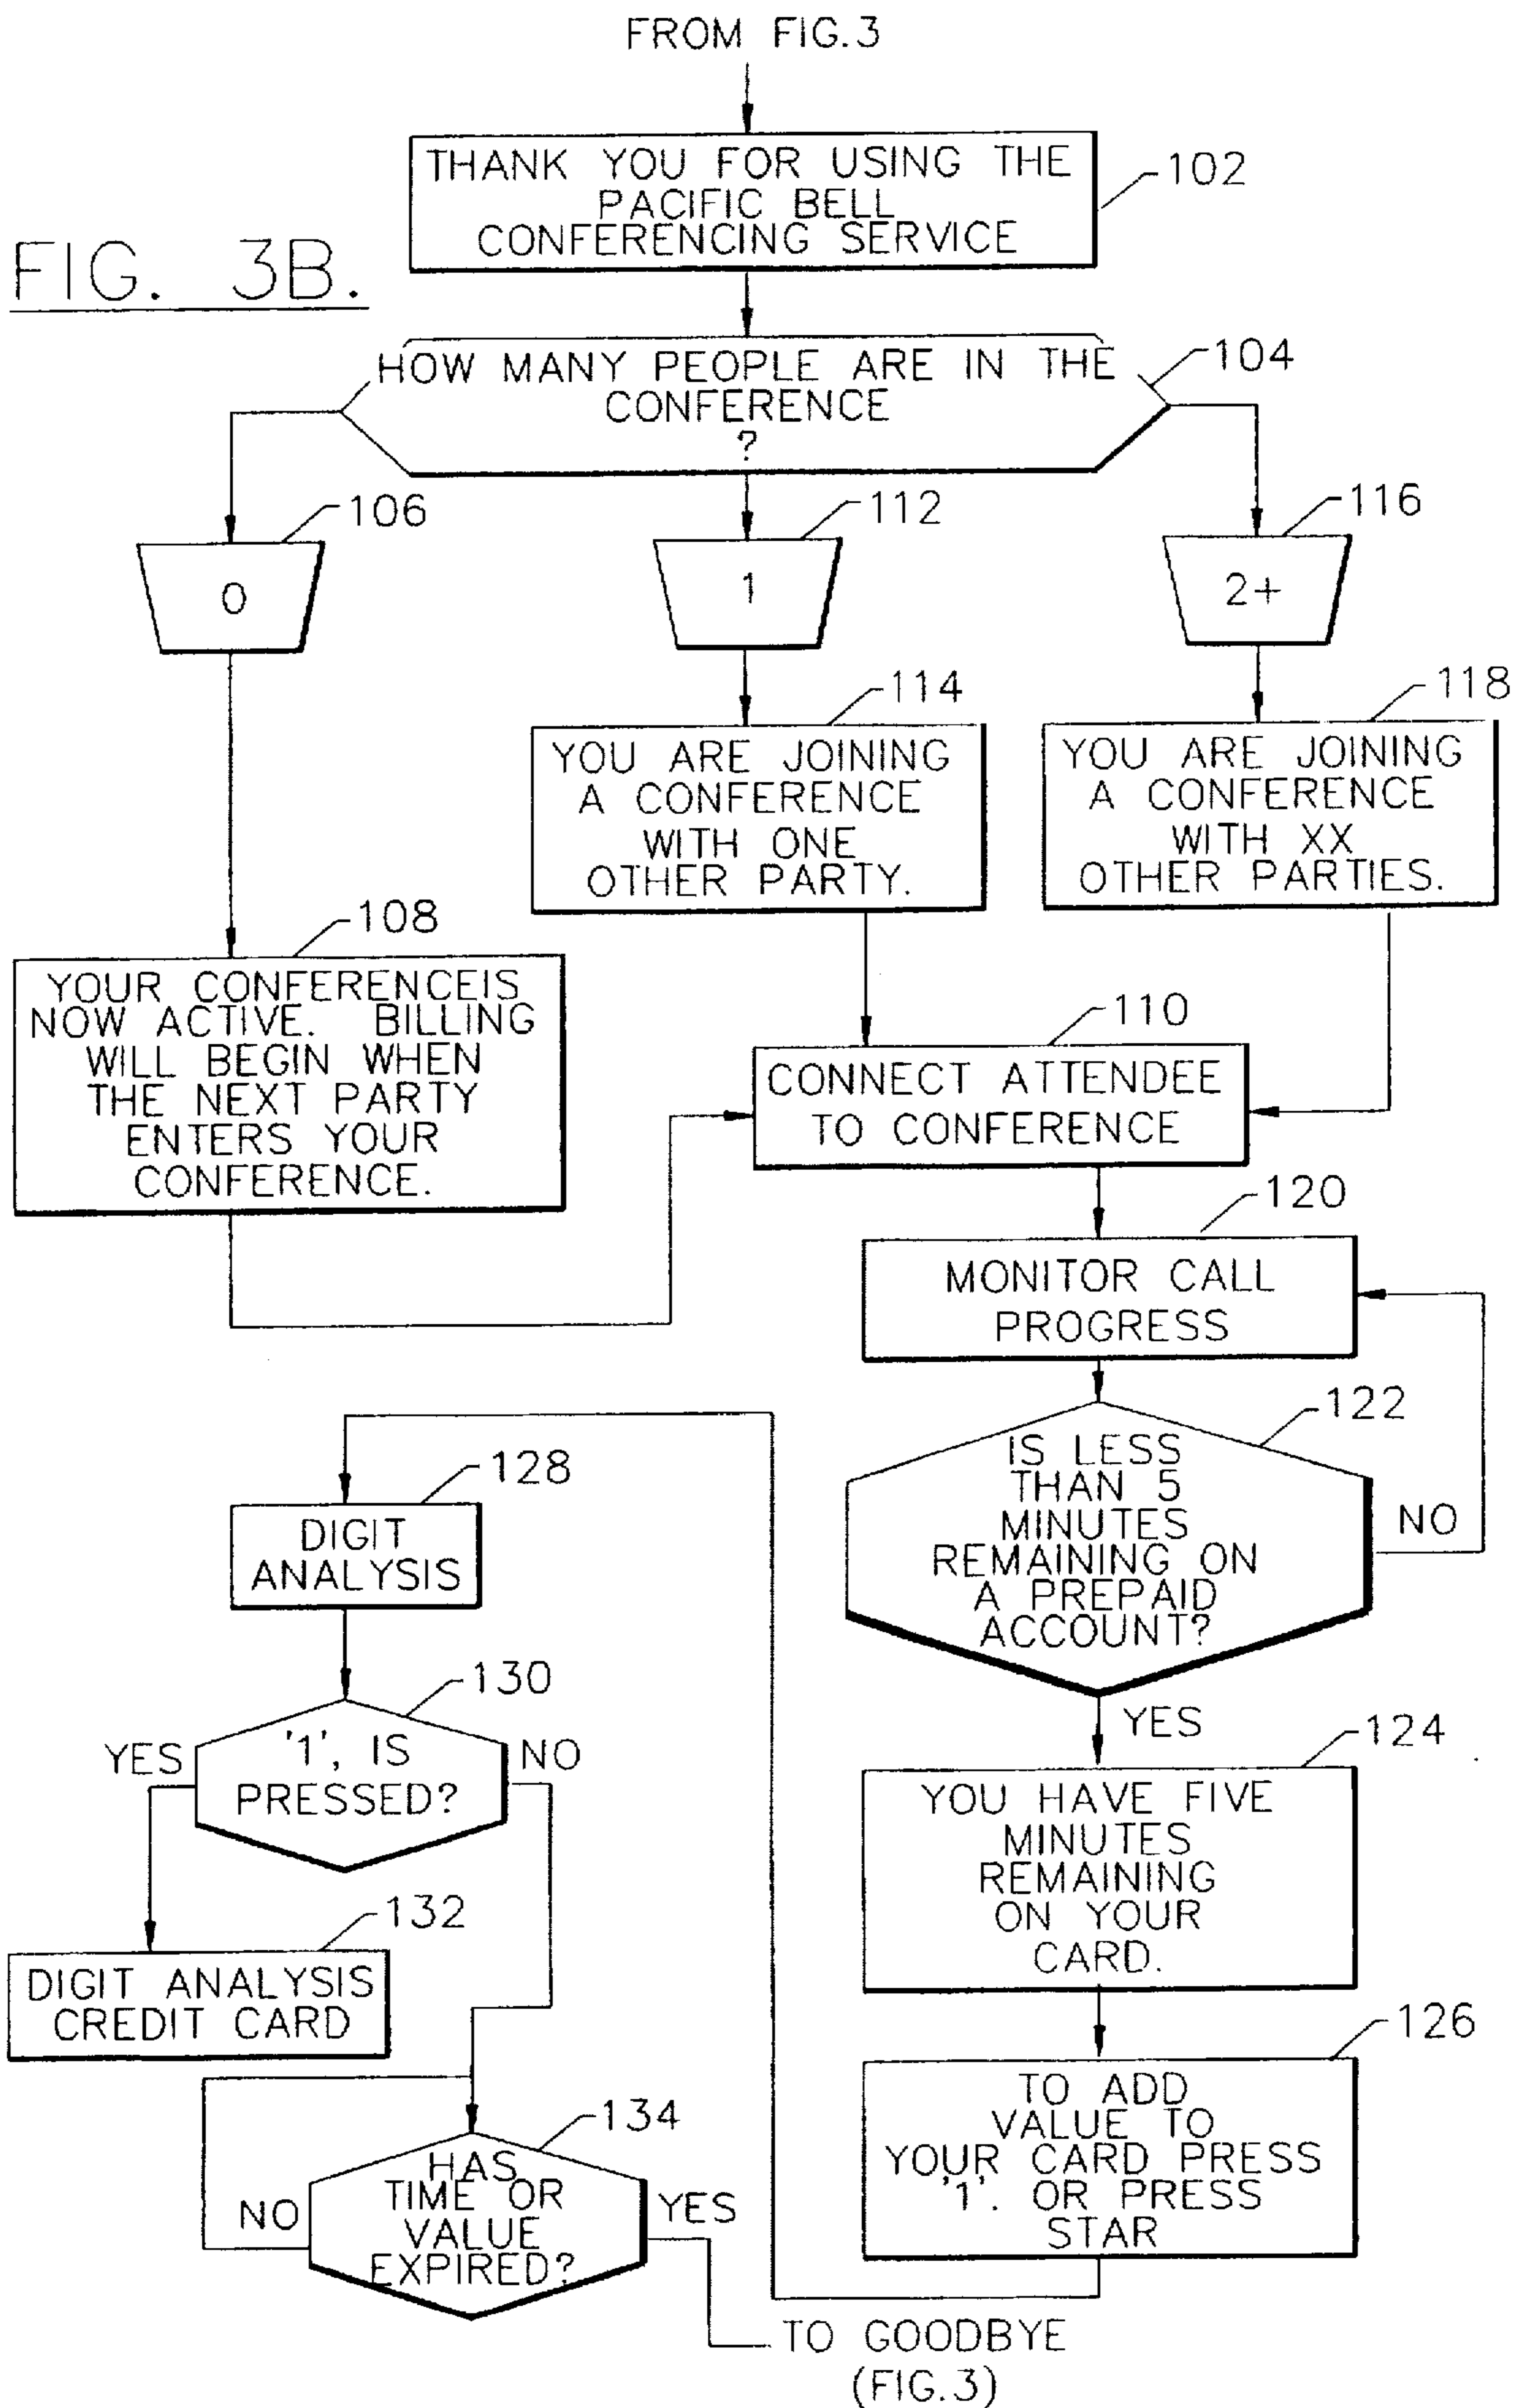 FROM FIG.3
THANK YOU FOR USING THE
PACIFIC BELL
CONFERENCING SERVICE
102
FIG. 3B.
HOW MANY PEOPLE ARE IN THE
CONFERENCE
?
104
106
0
112
1
116
2+
114
YOU ARE JOINING
A CONFERENCE
WITH ONE
OTHER PARTY.
118
YOU ARE JOINING
A CONFERENCE
WITH XX
OTHER PARTIES.
108
YOUR CONFERENCEIS
NOW ACTIVE. BILLING
WILL BEGIN WHEN
THE NEXT PARTY
ENTERS YOUR
CONFERENCE.
110
CONNECT ATTENDEE
TO CONFERENCE
120
MONITOR CALL
PROGRESS
122
IS LESS
THAN 5
MINUTES
REMAINING ON
A PREPAID
ACCOUNT?
NO
YES
124
YOU HAVE FIVE
MINUTES
REMAINING
ON YOUR
CARD.
126
TO ADD
VALUE TO
YOUR CARD PRESS
'1'. OR PRESS
STAR
128
DIGIT
ANALYSIS
130
'1', IS
PRESSED?
YES
NO
132
DIGIT ANALYSIS
CREDIT CARD
134
HAS
TIME OR
VALUE
EXPIRED?
NO
YES
TO GOODBYE
(FIG.3)